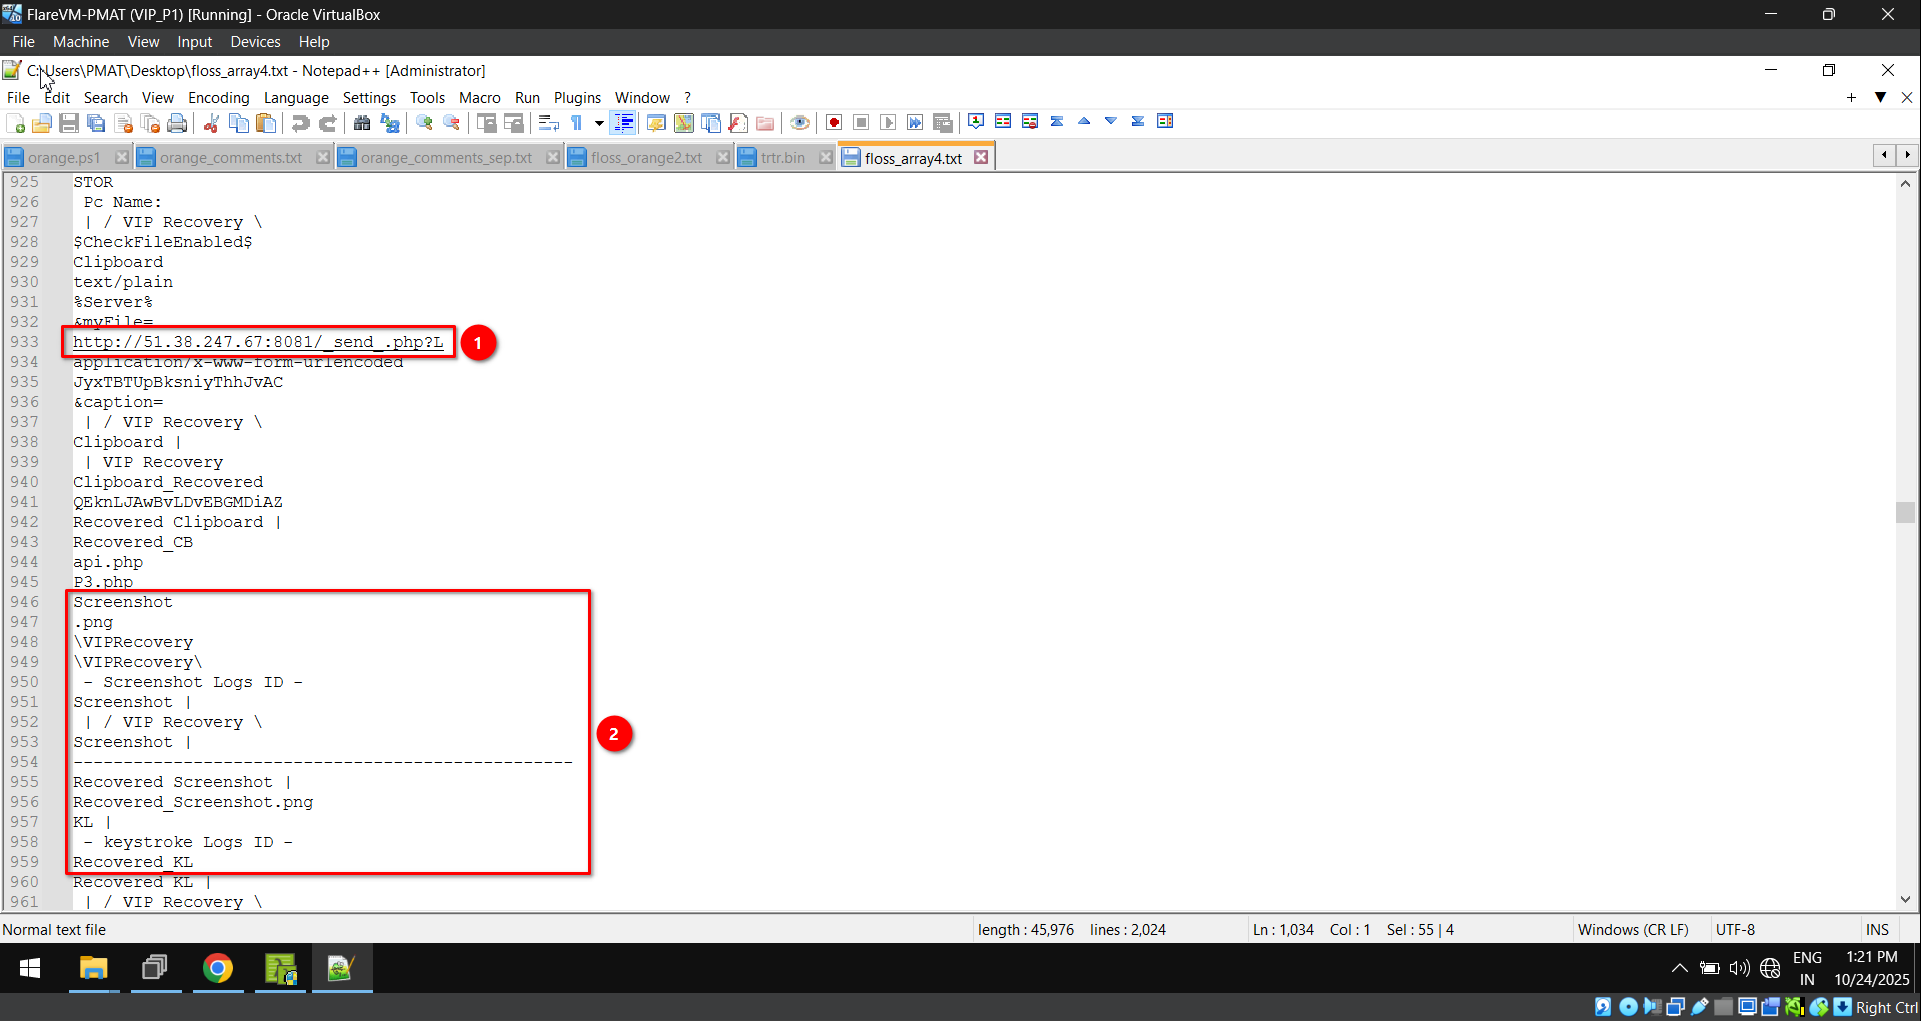 FlareVM-PMAT (VIP_P1) [Running] - Oracle VirtualBox
File Machine View Input Devices Help
C:\Users\PMAT\Desktop\floss_array4.txt - Notepad++ [Administrator]
File Edit Search View Encoding Language Settings Tools Macro Run Plugins Window ?
orange.ps1 orange_comments.txt orange_comments_sep.txt floss_orange2.txt trtr.bin floss_array4.txt
925 STOR
926 Pc Name:
927 | / VIP Recovery \
928 $CheckFileEnabled$
929 Clipboard
930 text/plain
931 %Server%
932 &myFile=
933 http://51.38.247.67:8081/_send_.php?L
1
934 application/x-www-form-urlencoded
935 JyxTBTUpBksniyThhJvAC
936 &caption=
937 | / VIP Recovery \
938 Clipboard |
939 | VIP Recovery
940 Clipboard_Recovered
941 QEknLJAwBvLDvEBGMDiAZ
942 Recovered Clipboard |
943 Recovered_CB
944 api.php
945 P3.php
946 Screenshot
947 .png
948 \VIPRecovery
949 \VIPRecovery\
950 - Screenshot Logs ID -
951 Screenshot |
952 | / VIP Recovery \
2
953 Screenshot |
954 --------------------------------------------------
955 Recovered Screenshot |
956 Recovered_Screenshot.png
957 KL |
958 - keystroke Logs ID -
959 Recovered_KL
960 Recovered KL |
961 | / VIP Recovery \
Normal text file length : 45,976 lines : 2,024 Ln : 1,034 Col : 1 Sel : 55 | 4 Windows (CR LF) UTF-8 INS
ENG 1:21 PM
IN 10/24/2025
Right Ctrl